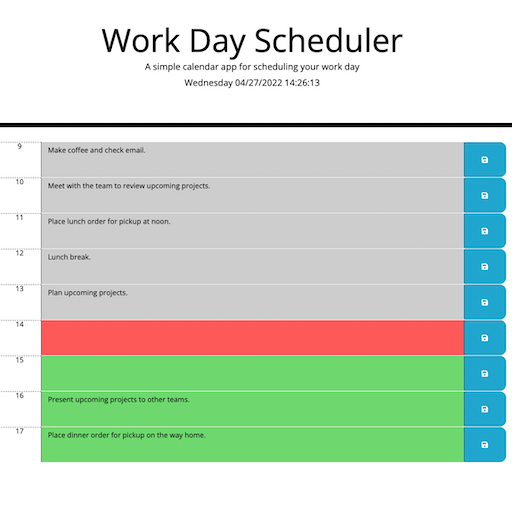 Work Day Scheduler
A simple calendar app for scheduling your work day
Wednesday 04/27/2022 14:26:13
9 Make coffee and check email.
10 Meet with the team to review upcoming projects.
11 Place lunch order for pickup at noon.
12 Lunch break.
13 Plan upcoming projects.
14
15
16 Present upcoming projects to other teams.
17 Place dinner order for pickup on the way home.